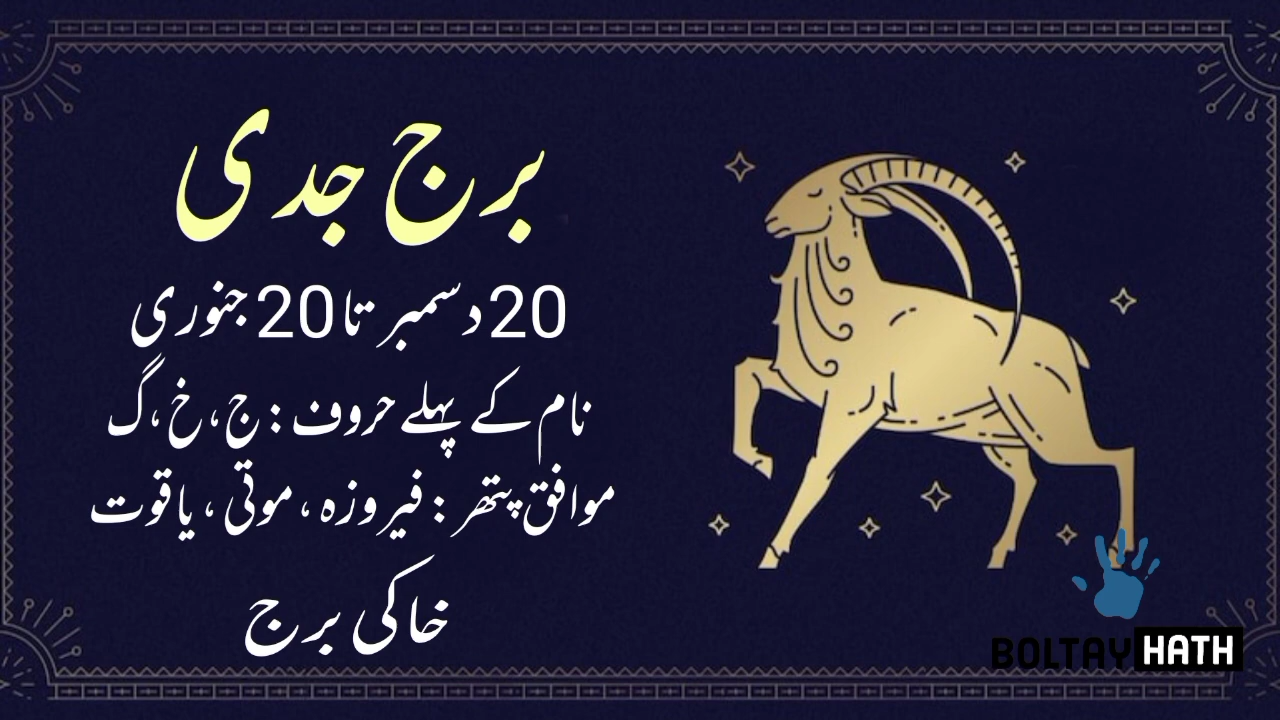 برج جدی
20 دسمبر تا 20 جنوری
نام کے پہلے حروف : ج، خ، گ
موافق پتھر : فیروزہ، موتی، یاقوت
خاکی برج
BOLTAY HATH